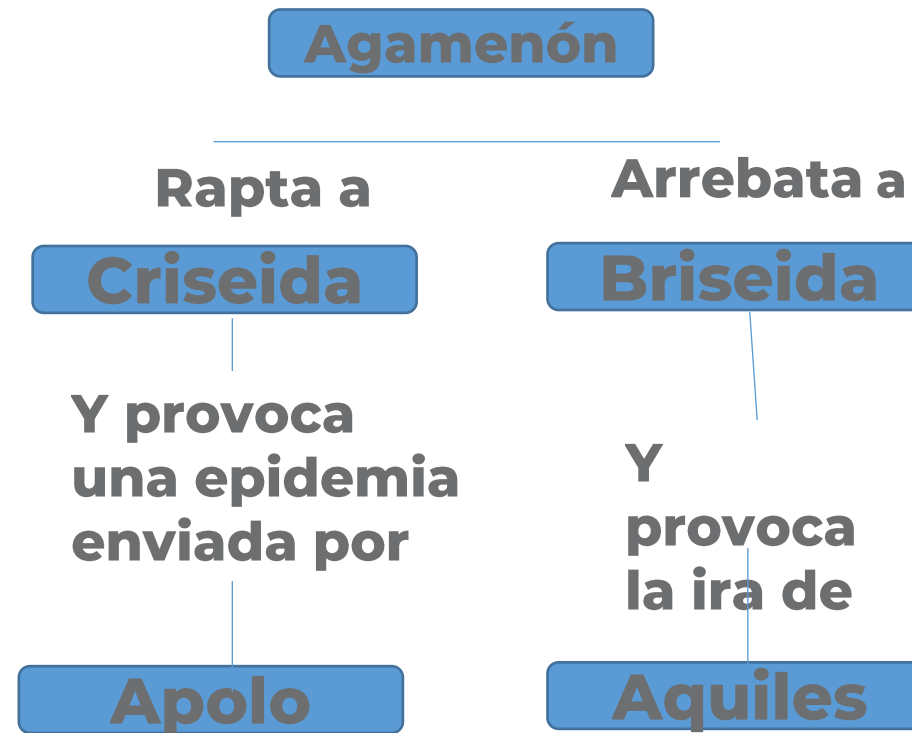 Agamenón
Rapta a
Arrebata a
Criseida
Briseida
Y provoca
una epidemia
enviada por
Y
provoca
la ira de
Apolo
Aquiles